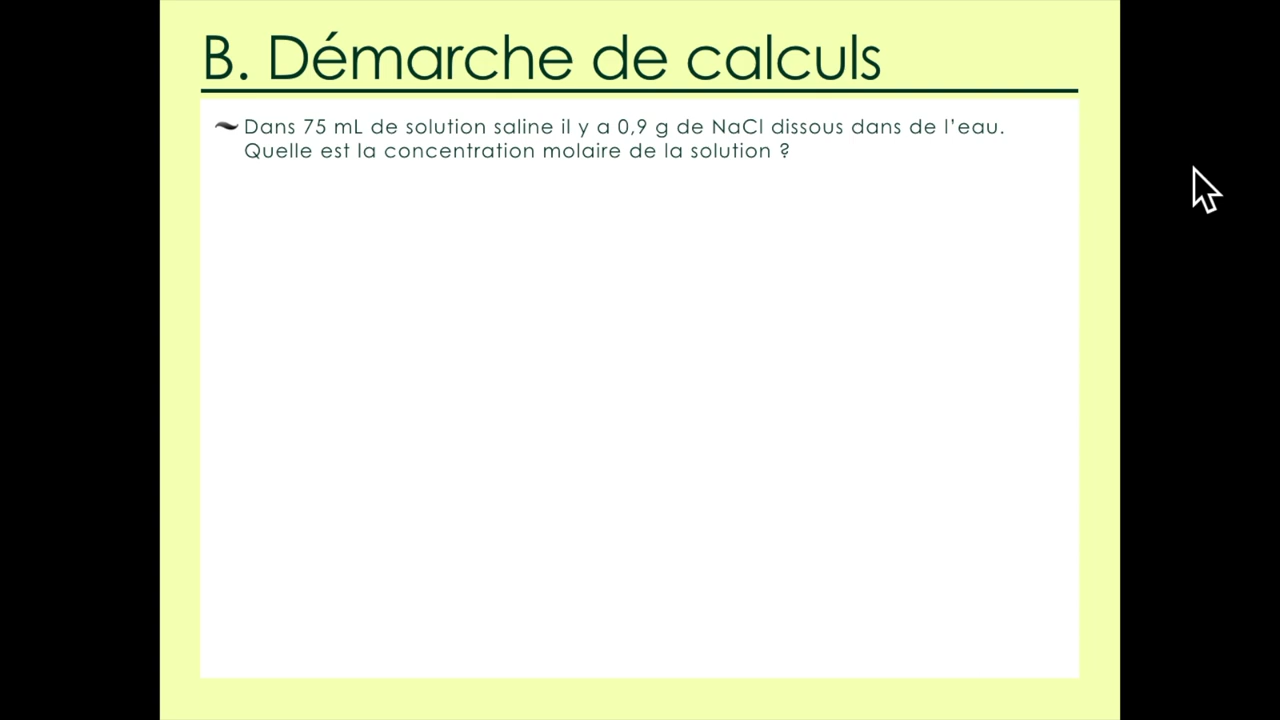 B. Démarche de calculs
Dans 75 mL de solution saline il y a 0,9 g de NaCl dissous dans de l'eau.
Quelle est la concentration molaire de la solution ?